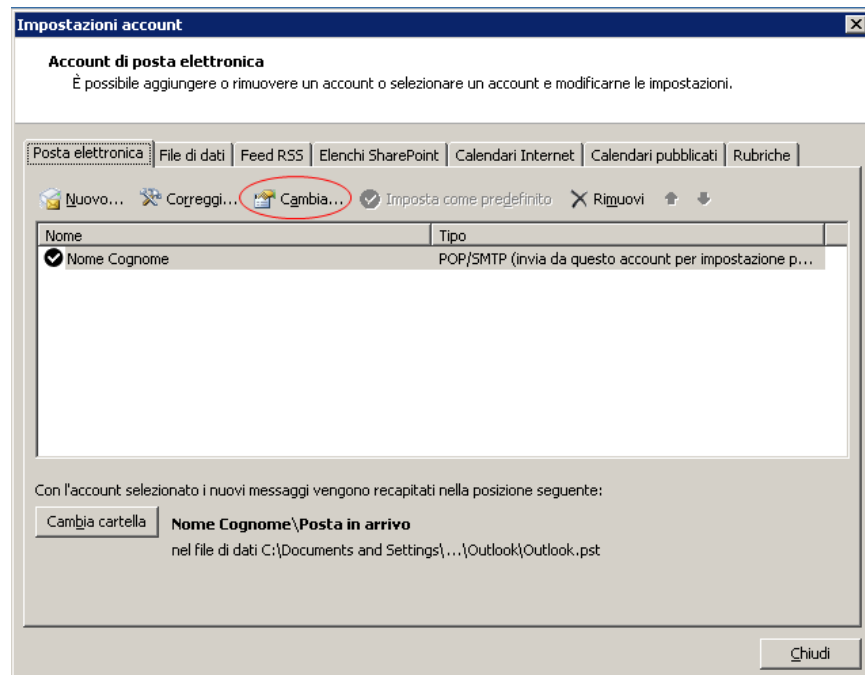 Impostazioni account
Account di posta elettronica
È possibile aggiungere o rimuovere un account o selezionare un account e modificarne le impostazioni.
Posta elettronica File di dati Feed RSS Elenchi SharePoint Calendari Internet Calendari pubblicati Rubriche
Nuovo... Correggi... Cambia... Imposta come predefinito Rimuovi
Nome Tipo
Nome Cognome POP/SMTP (invia da questo account per impostazione p...
Con l'account selezionato i nuovi messaggi vengono recapitati nella posizione seguente:
Cambia cartella Nome Cognome\Posta in arrivo
nel file di dati C:\Documents and Settings\...\Outlook\Outlook.pst
Chiudi